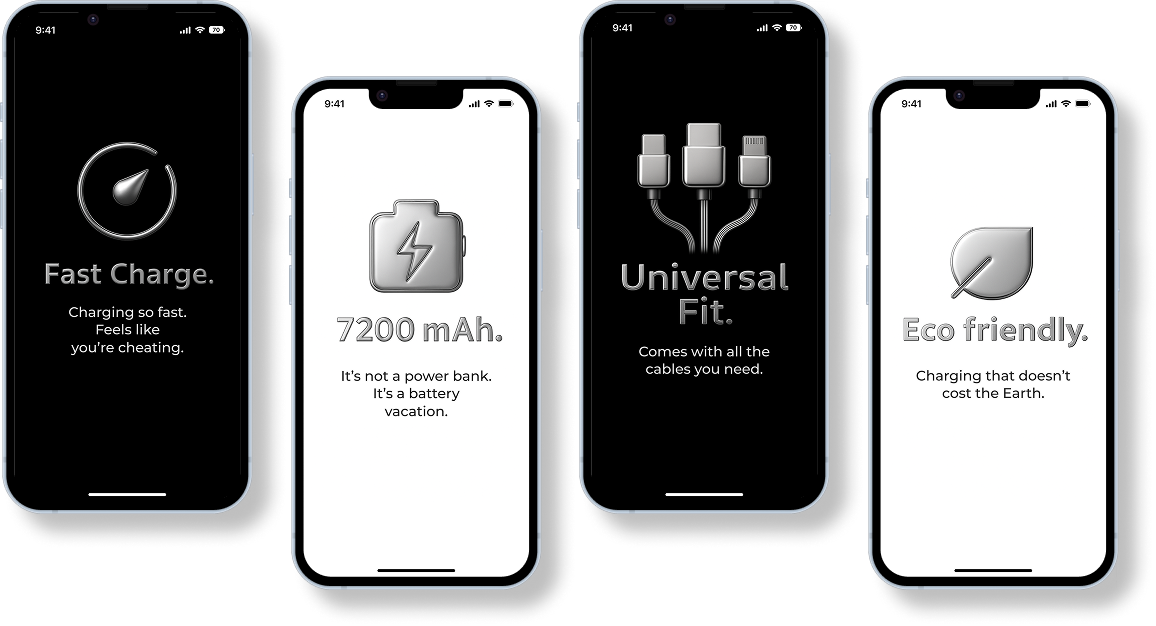 9:41
70
Fast Charge.
Charging so fast.
Feels like
you're cheating.
9:41
7200 mAh.
It's not a power bank.
It's a battery
vacation.
9:41
70
Universal
Fit.
Comes with all the
cables you need.
9:41
Eco friendly.
Charging that doesn't
cost the Earth.